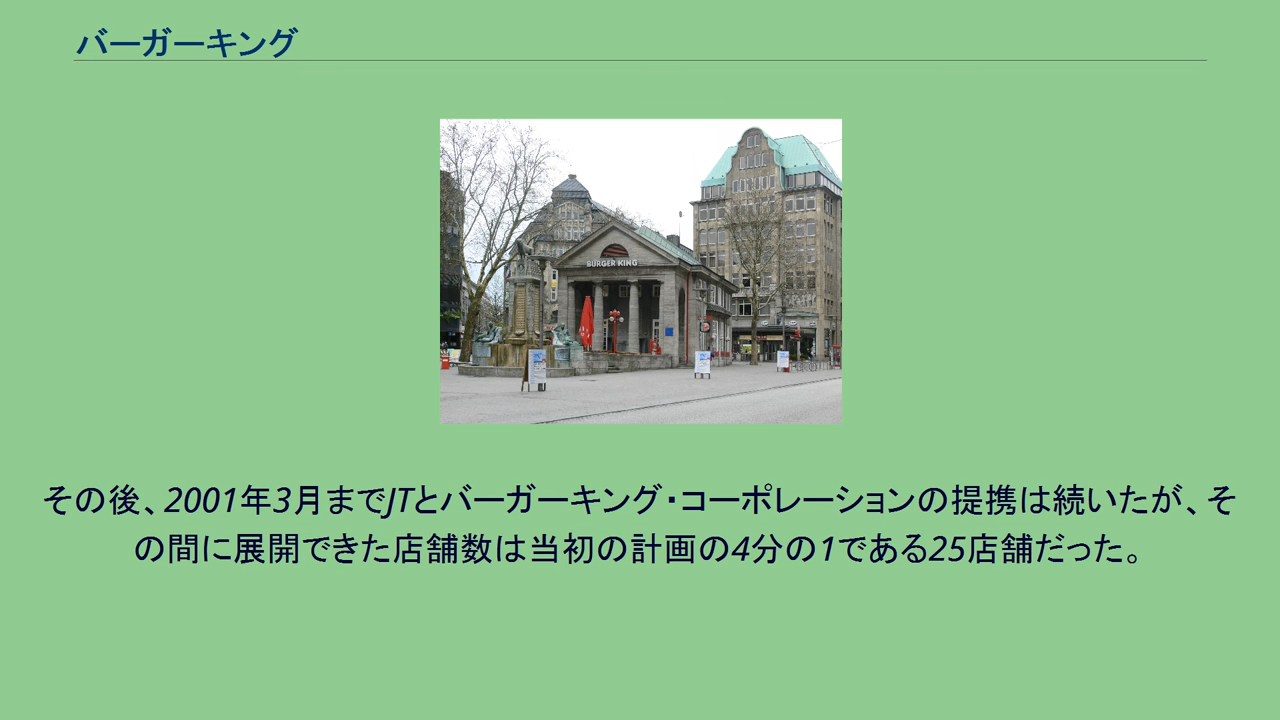 バーガーキング
BURGER KING
その後、2001年3月までJTとバーガーキング・コーポレーションの提携は続いたが、そ
の間に展開できた店舗数は当初の計画の4分の1である25店舗だった。